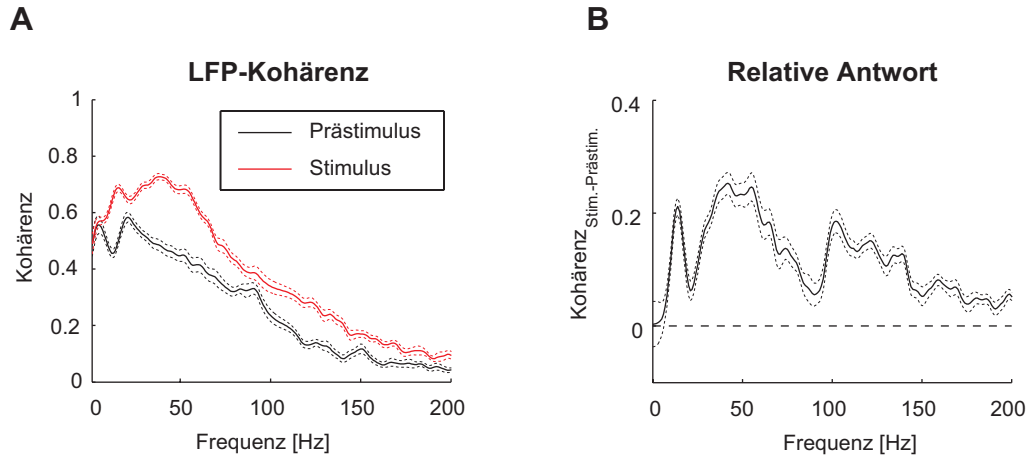 A
LFP-Kohärenz
Kohärenz
1
0.8
0.6
0.4
0.2
0
Prästimulus
Stimulus
0 50 100 150 200
Frequenz [Hz]
B
Relative Antwort
Kohärenz Stim.-Prästim.
0.4
0.2
0
0 50 100 150 200
Frequenz [Hz]